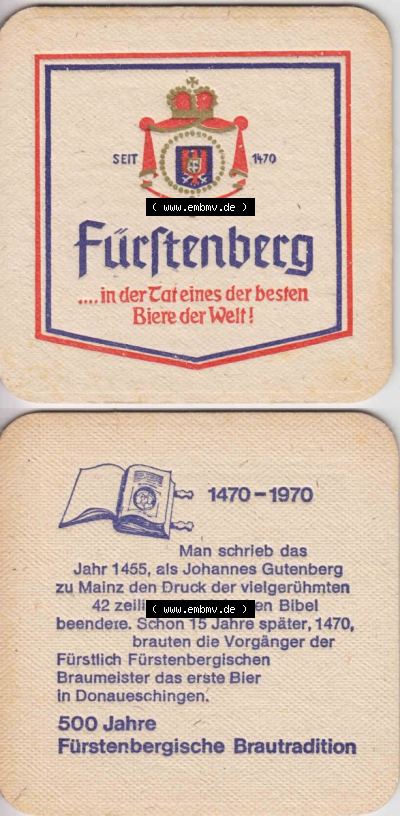 SEIT 1470
( www.embmv.de )
Fürstenberg
....in der Tat eines der besten
Biere der Welt!
1470-1970
Man schrieb das
Jahr 1455, als Johannes Gutenberg
zu Mainz den Druck der vielgerühmten
42 zeili
( www.embmv.de )
en Bibel
beendete. Schon 15 Jahre später, 1470,
brauten die Vorgänger der
Fürstlich Fürstenbergischen
Braumeister das erste Bier
in Donaueschingen.
500 Jahre
Fürstenbergische Brautradition